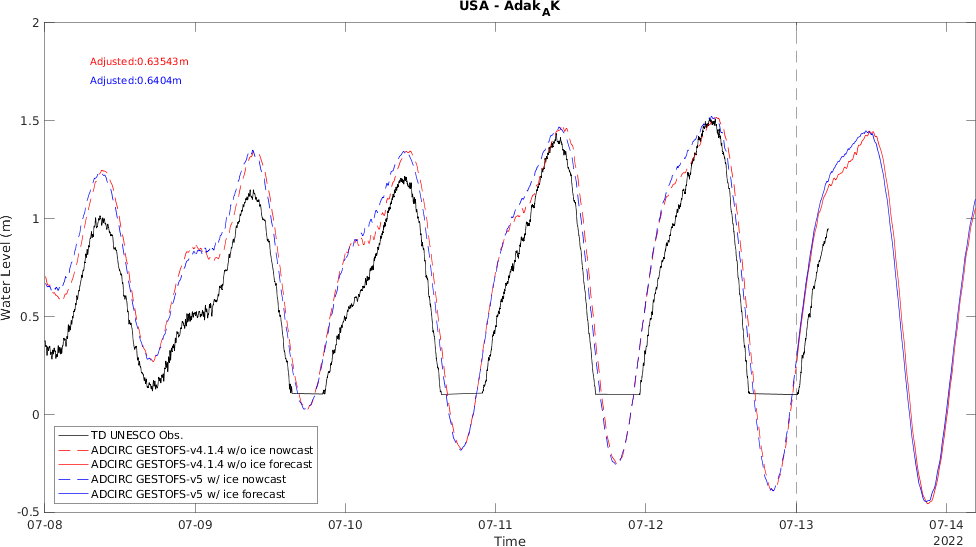 USA - Adak_AK
Adjusted:0.63543m
Adjusted:0.6404m
Water Level (m)
2
1.5
1
0.5
0
-0.5
TD UNESCO Obs.
ADCIRC GESTOFS-v4.1.4 w/o ice nowcast
ADCIRC GESTOFS-v4.1.4 w/o ice forecast
ADCIRC GESTOFS-v5 w/ ice nowcast
ADCIRC GESTOFS-v5 w/ ice forecast
07-08 07-09 07-10 07-11 07-12 07-13 07-14
Time 2022